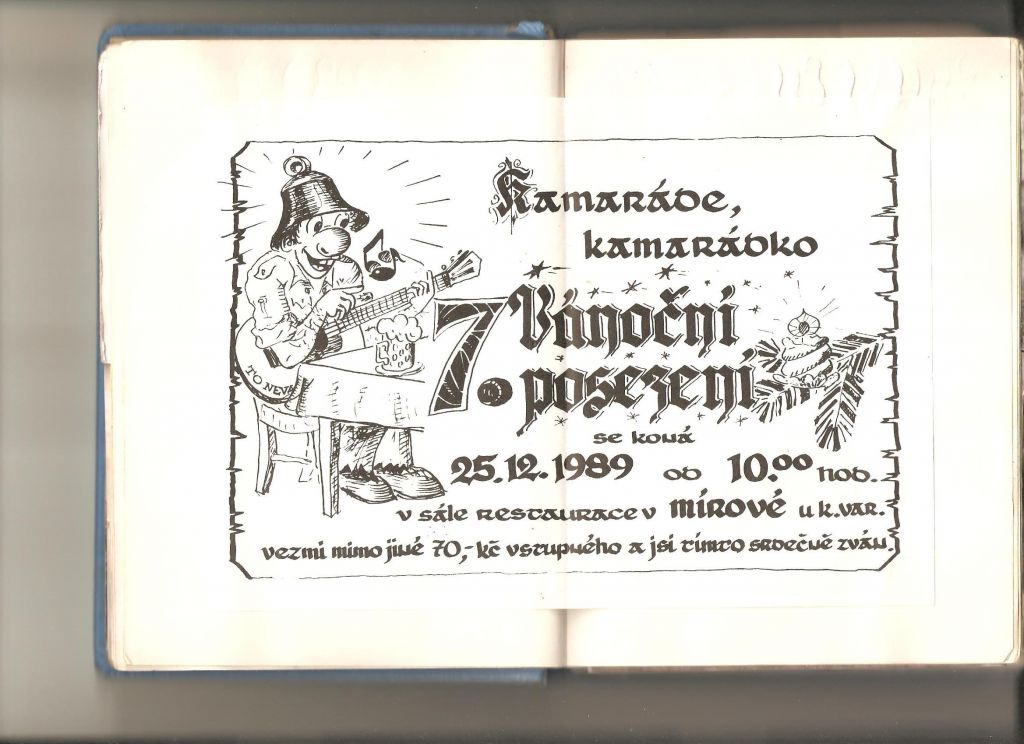 Kamaráde,
kamarádko
7. Vánoční
posezení
se koná
25.12.1989 od 10.00 hod.
v sále restaurace v Mírové u k.var.
vezmi mimo jiné 70,- kč vstupného a jsi tímto srdečně zván.
TO NEVE